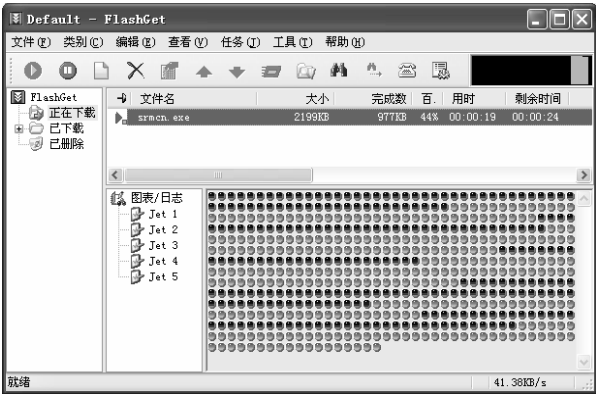 Default - FlashGet
文件(F) 类别(C) 编辑(E) 查看(V) 任务(J) 工具(T) 帮助(H)
FlashGet
正在下载
已下载
已删除
文件名 大小 完成数 百. 用时 剩余时间
srmcn.exe 2199KB 977KB 44% 00:00:19 00:00:24
图表/日志
Jet 1
Jet 2
Jet 3
Jet 4
Jet 5
就绪 41.38KB/s